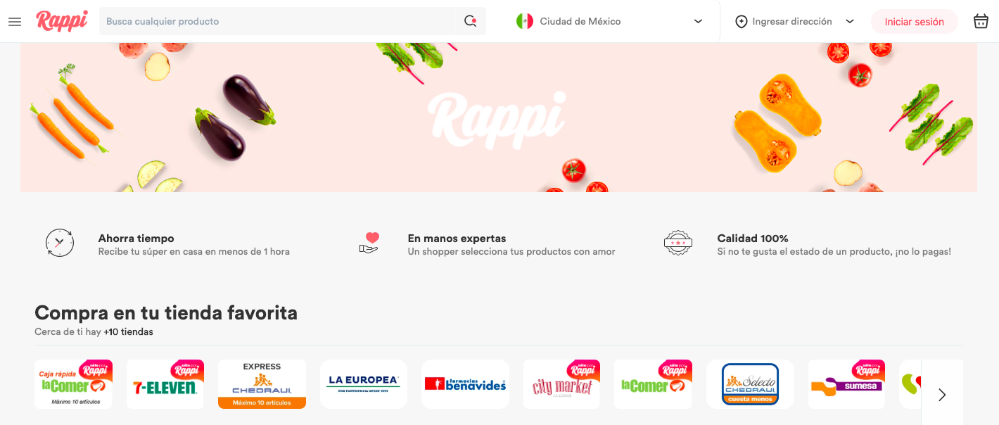 Rappi
Busca cualquier producto
Ciudad de México
Ingresar dirección
Iniciar sesión
Rappi
Ahorra tiempo
Recibe tu súper en casa en menos de 1 hora
En manos expertas
Un shopper selecciona tus productos con amor
Calidad 100%
Si no te gusta el estado de un producto, ¡no lo pagas!
Compra en tu tienda favorita
Cerca de ti hay +10 tiendas
sólo por
Rappi
Caja rápida
laComer
Máximo 10 artículos
sólo por
Rappi
7-ELEVEN
EXPRESS
CHEDRAUI
Máximo 10 artículos
LA EUROPEA
POR EXPERIENCIA DESDE 1953
farmacias
benavides
sólo por
Rappi
city market
LA COMER
sólo por
Rappi
laComer
Selecto
CHEDRAUI
cuesta menos
sólo por
Rappi
sumesa